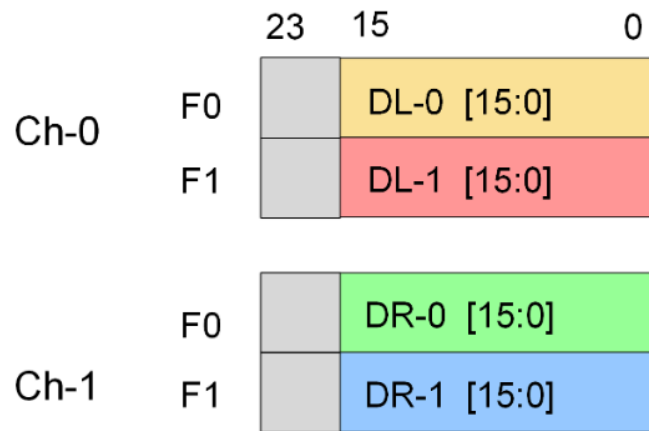 23 15 0
F0 DL-0 [15:0]
Ch-0
F1 DL-1 [15:0]
F0 DR-0 [15:0]
Ch-1
F1 DR-1 [15:0]